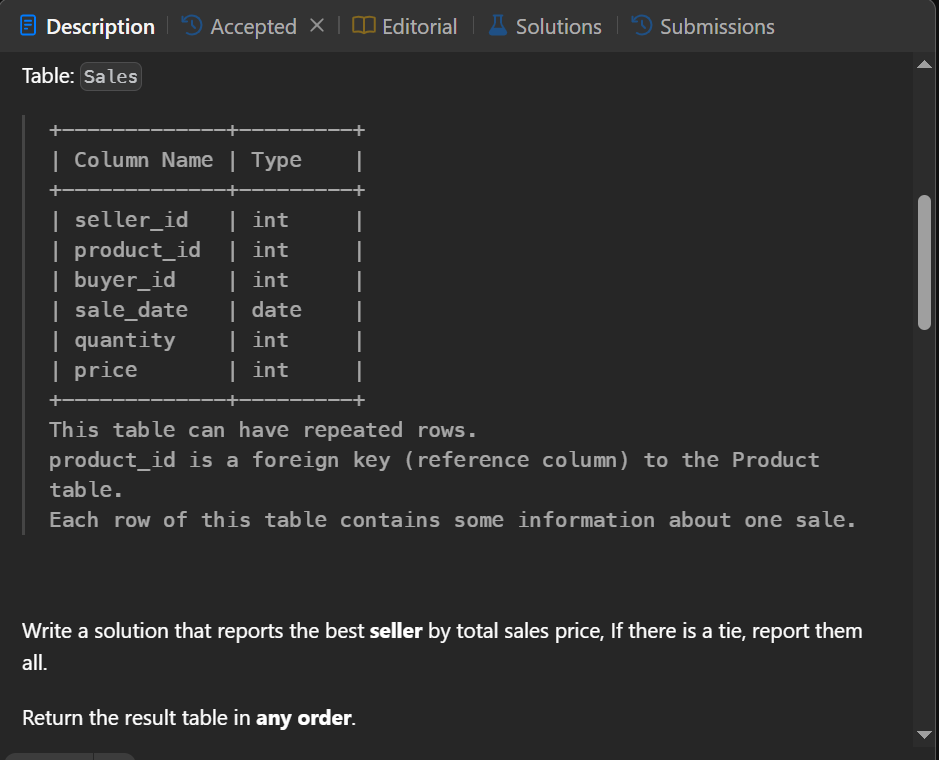 Description Accepted Editorial Solutions Submissions
Table: Sales
+-------------+---------+
| Column Name | Type    |
+-------------+---------+
| seller_id   | int     |
| product_id  | int     |
| buyer_id    | int     |
| sale_date   | date    |
| quantity    | int     |
| price       | int     |
+-------------+---------+
This table can have repeated rows.
product_id is a foreign key (reference column) to the Product
table.
Each row of this table contains some information about one sale.
Write a solution that reports the best seller by total sales price, If there is a tie, report them
all.
Return the result table in any order.